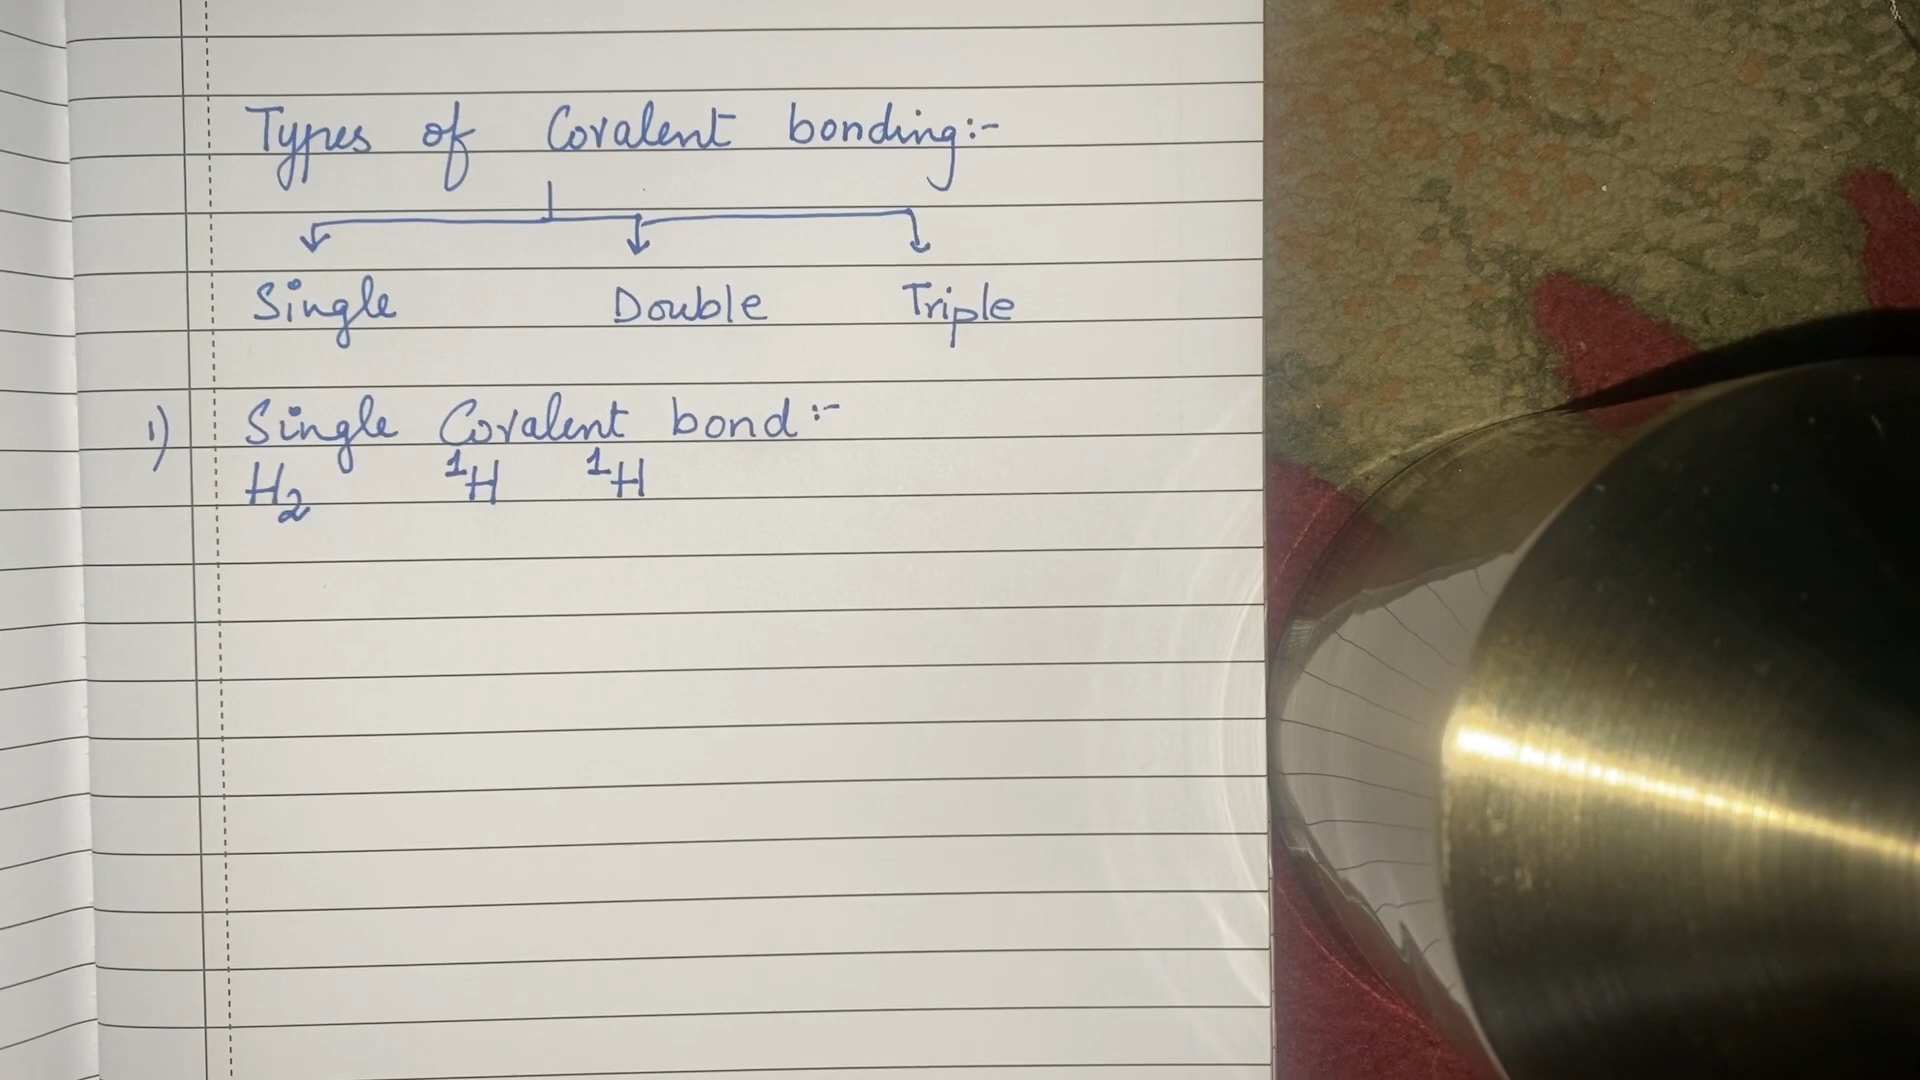 Types of Covalent bonding:-
Single Double Triple
1) Single Covalent bond:-
H₂ ¹H ¹H